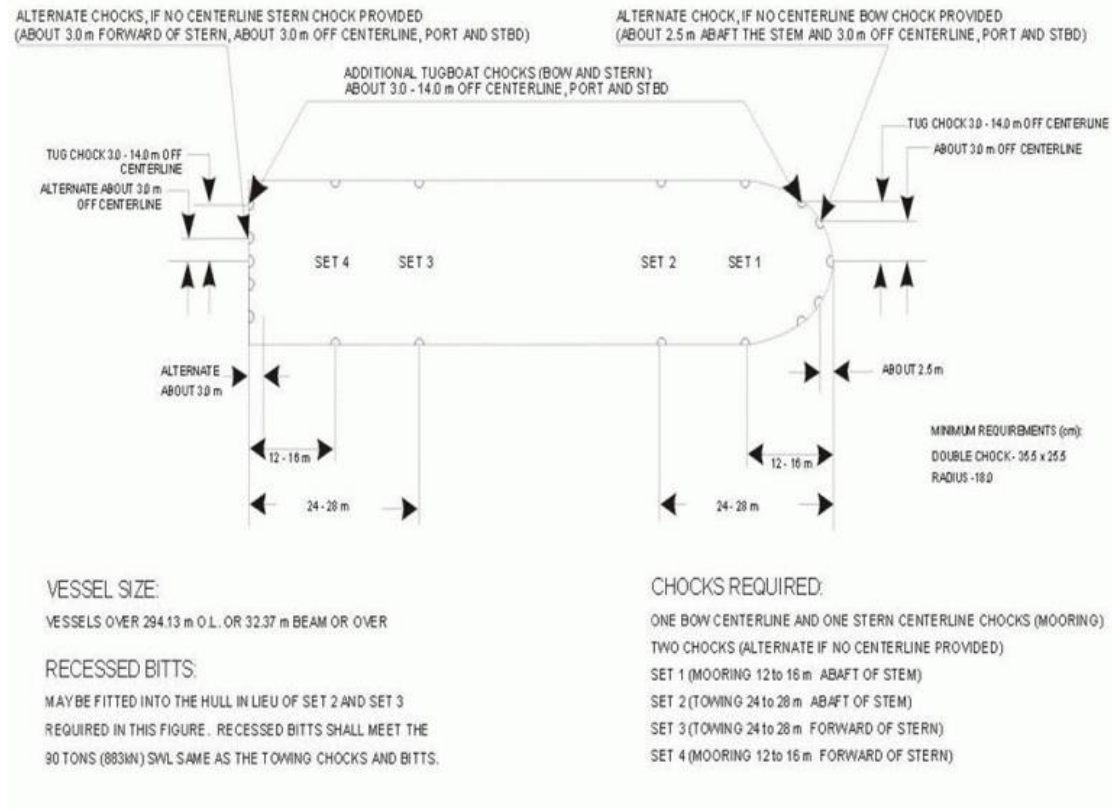 ALTERNATE CHOCKS, IF NO CENTERLINE STERN CHOCK PROVIDED
(ABOUT 3.0 m FORWARD OF STERN, ABOUT 3.0 m OFF CENTERLINE, PORT AND STBD)
ALTERNATE CHOCK, IF NO CENTERLINE BOW CHOCK PROVIDED
(ABOUT 2.5 m ABAFT THE STEM AND 3.0 m OFF CENTERLINE, PORT AND STBD)
ADDITIONAL TUGBOAT CHOCKS (BOW AND STERN):
ABOUT 3.0 - 14.0 m OFF CENTERLINE, PORT AND STBD
TUG CHOCK 3.0 - 14.0 m OFF
CENTERLINE
ALTERNATE ABOUT 3.0 m
OFF CENTERLINE
TUG CHOCK 3.0 - 14.0 m OFF CENTERLINE
ABOUT 3.0 m OFF CENTERLINE
SET 4 SET 3 SET 2 SET 1
ALTERNATE
ABOUT 3.0 m
ABOUT 2.5 m
12 - 16 m
12 - 16 m
24 - 28 m
24 - 28 m
MINIMUM REQUIREMENTS (cm):
DOUBLE CHOCK - 35.5 x 25.5
RADIUS - 18.0
VESSEL SIZE:
VESSELS OVER 294.13 m O.L. OR 32.37 m BEAM OR OVER
RECESSED BITTS:
MAY BE FITTED INTO THE HULL IN LIEU OF SET 2 AND SET 3
REQUIRED IN THIS FIGURE. RECESSED BITTS SHALL MEET THE
90 TONS (883kN) SWL SAME AS THE TOWING CHOCKS AND BITTS.
CHOCKS REQUIRED:
ONE BOW CENTERLINE AND ONE STERN CENTERLINE CHOCKS (MOORING)
TWO CHOCKS (ALTERNATE IF NO CENTERLINE PROVIDED)
SET 1 (MOORING 12 to 16 m ABAFT OF STEM)
SET 2 (TOWING 24 to 28 m ABAFT OF STEM)
SET 3 (TOWING 24 to 28 m FORWARD OF STERN)
SET 4 (MOORING 12 to 16 m FORWARD OF STERN)